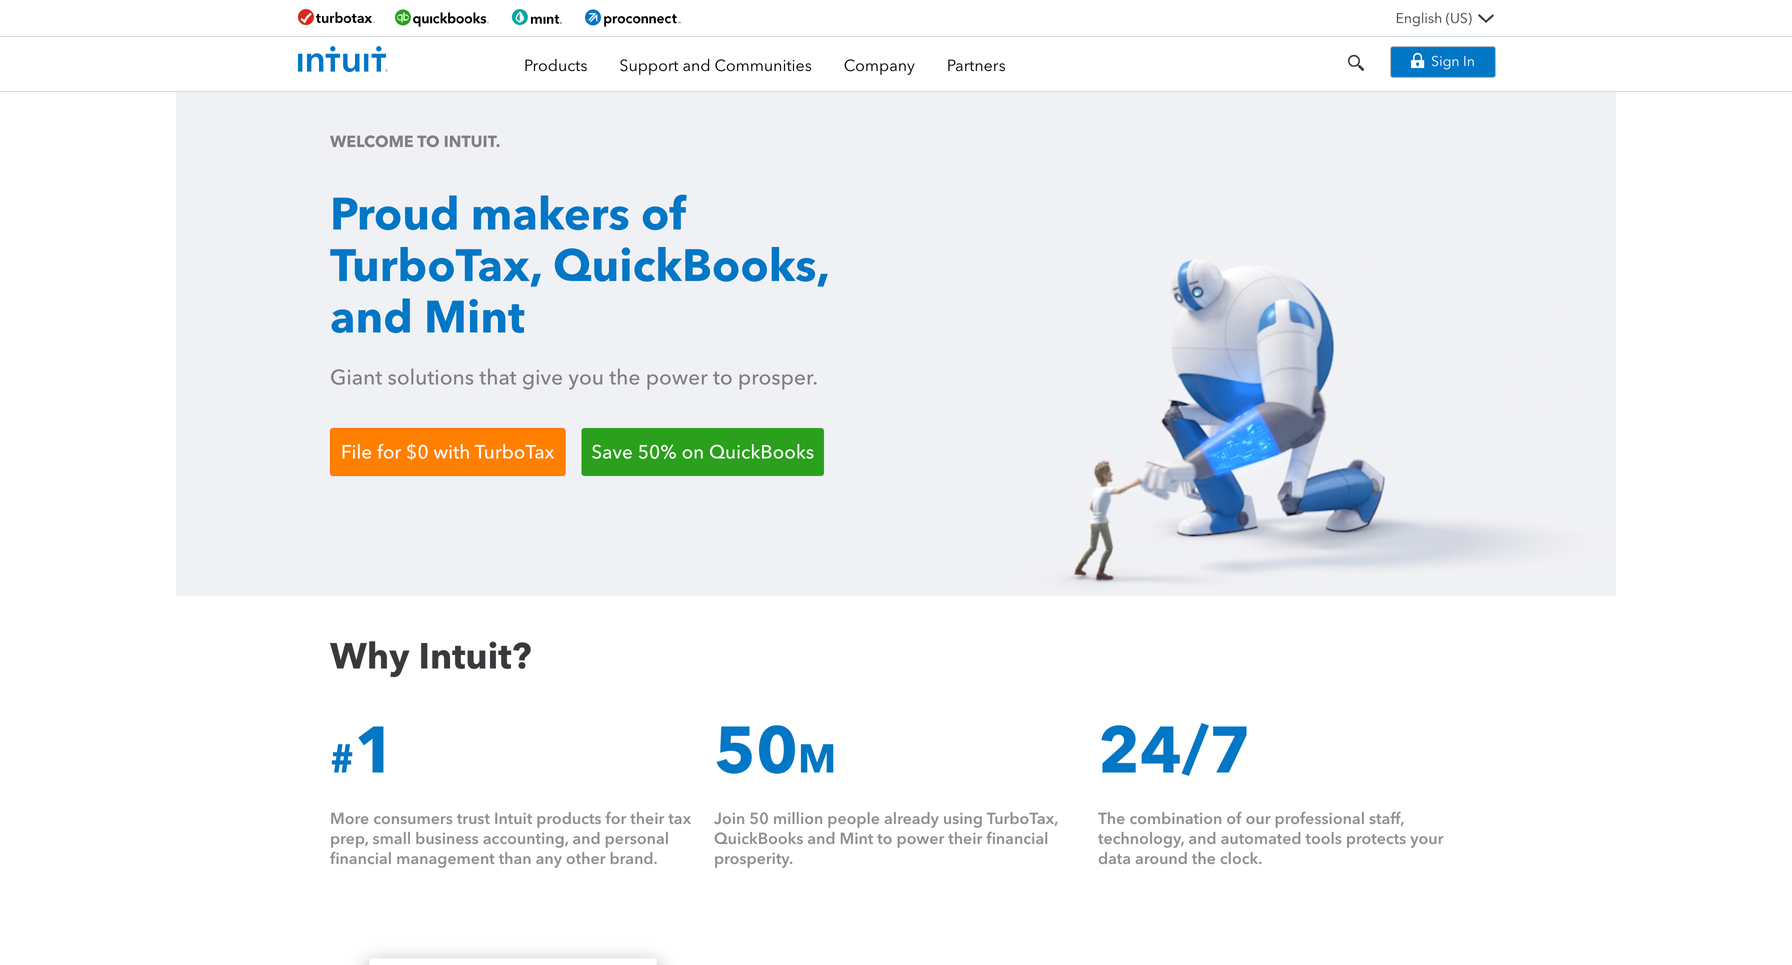 turbotax. quickbooks. mint. proconnect.
English (US)
intuit.
Products Support and Communities Company Partners
Sign In
WELCOME TO INTUIT.
Proud makers of
TurboTax, QuickBooks,
and Mint
Giant solutions that give you the power to prosper.
File for $0 with TurboTax
Save 50% on QuickBooks
Why Intuit?
#1
More consumers trust Intuit products for their tax
prep, small business accounting, and personal
financial management than any other brand.
50M
Join 50 million people already using TurboTax,
QuickBooks and Mint to power their financial
prosperity.
24/7
The combination of our professional staff,
technology, and automated tools protects your
data around the clock.